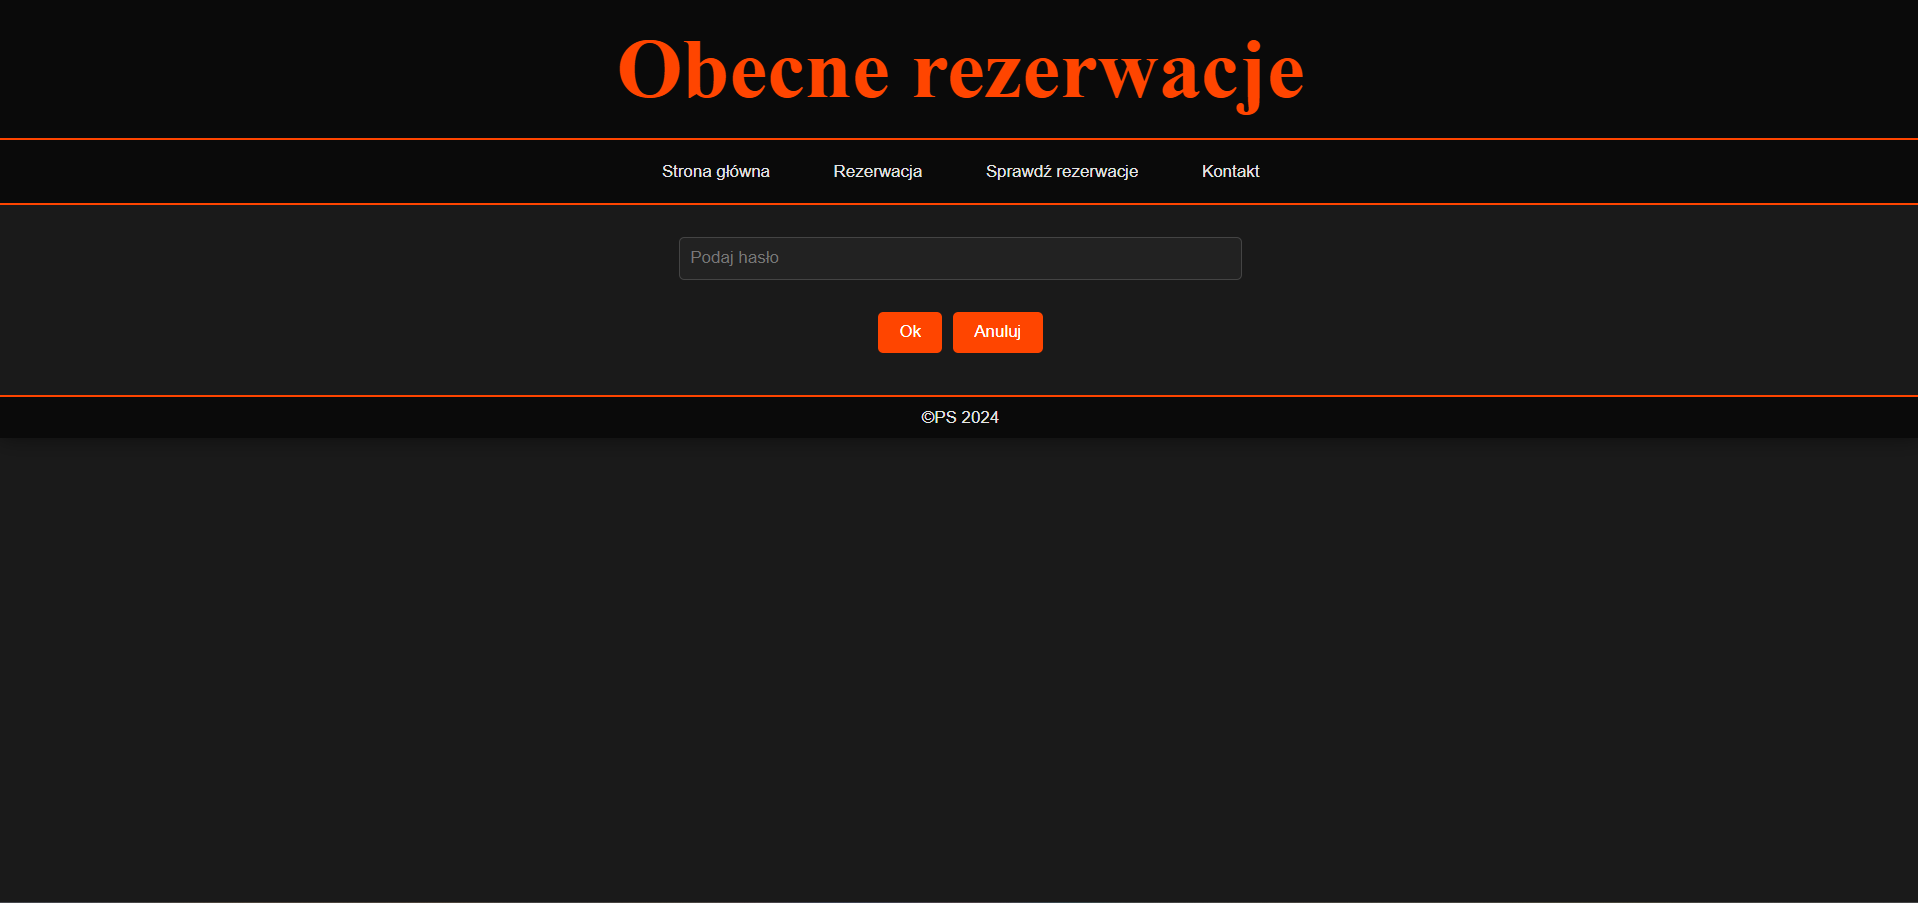 Obecne rezerwacje
Strona główna Rezerwacja Sprawdź rezerwacje Kontakt
Podaj hasło
Ok Anuluj
©PS 2024